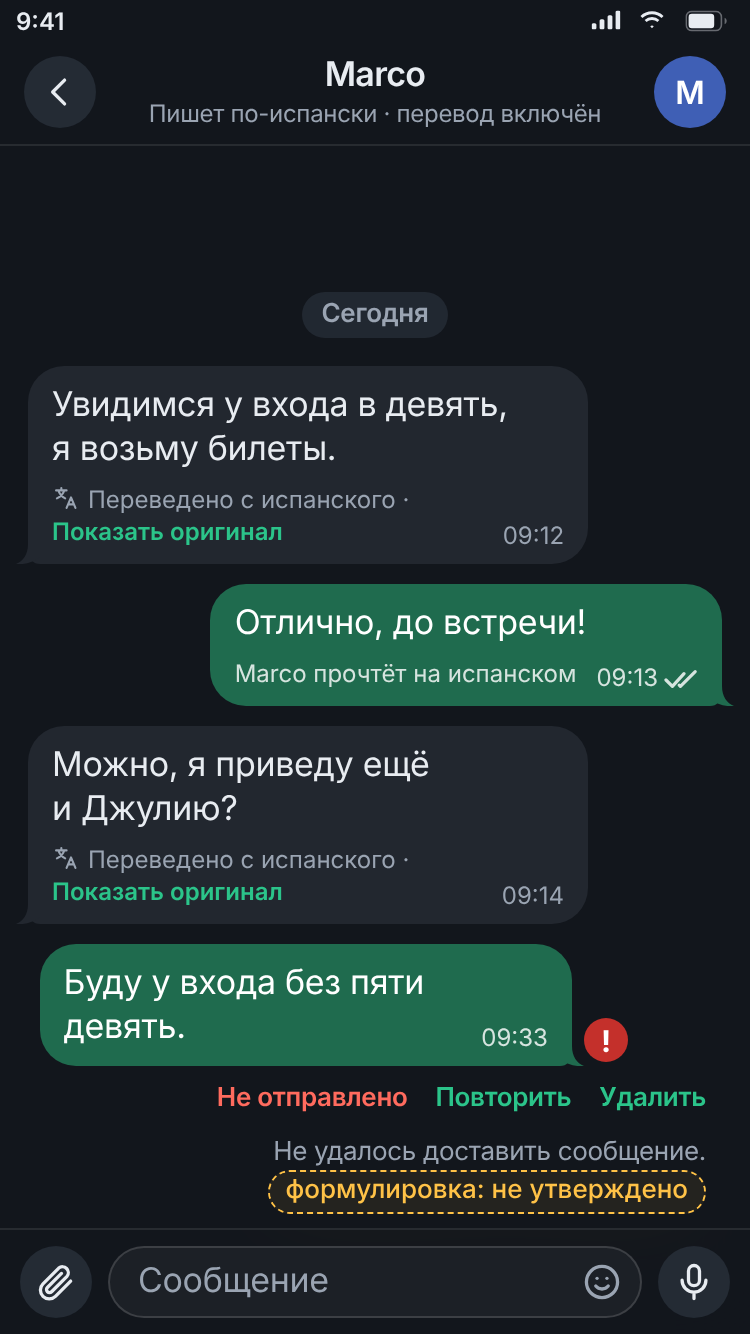 9:41
Marco
Пишет по-испански · перевод включён
M
Сегодня
Увидимся у входа в девять,
я возьму билеты.
Переведено с испанского ·
Показать оригинал
09:12
Отлично, до встречи!
Marco прочтёт на испанском
09:13
Можно, я приведу ещё
и Джулию?
Переведено с испанского ·
Показать оригинал
09:14
Буду у входа без пяти
девять.
09:33
!
Не отправлено Повторить Удалить
Не удалось доставить сообщение.
формулировка: не утверждено
Сообщение